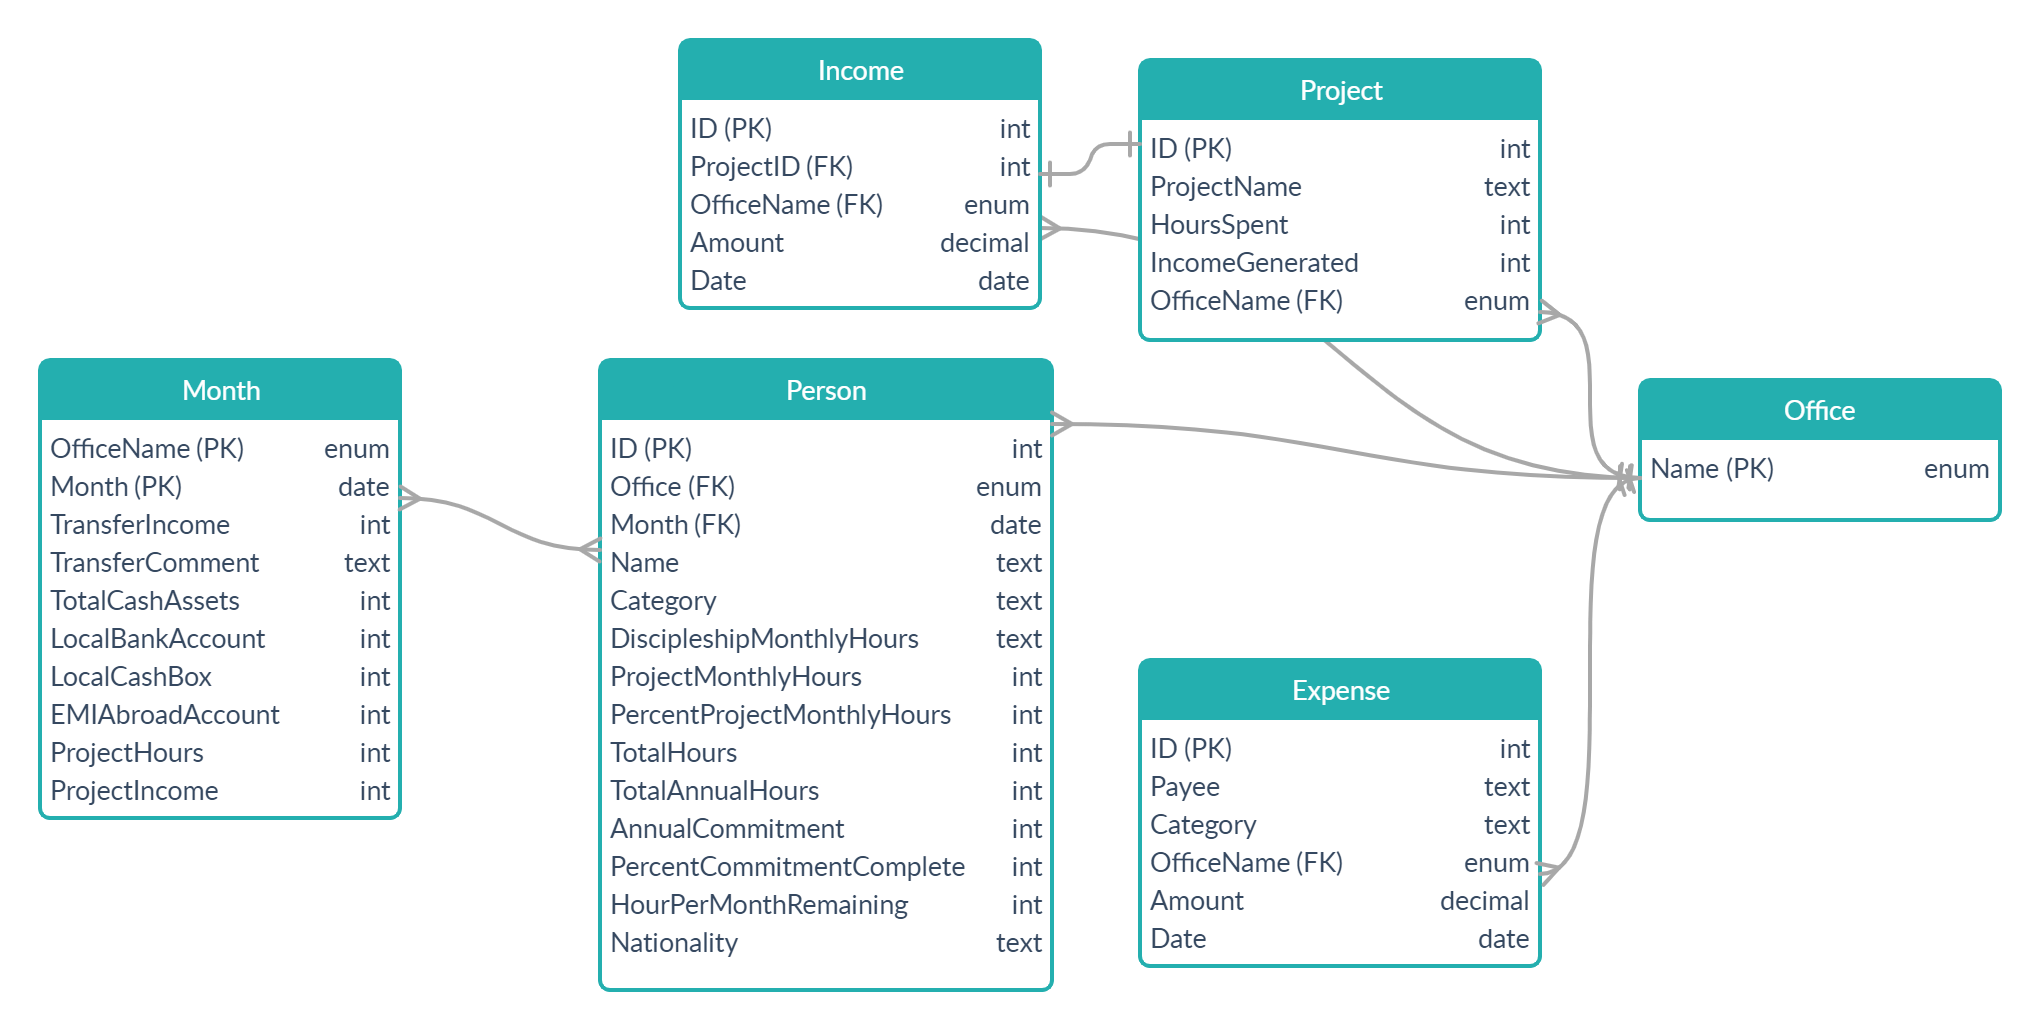 Income
ID (PK) int
ProjectID (FK) int
OfficeName (FK) enum
Amount decimal
Date date
Project
ID (PK) int
ProjectName text
HoursSpent int
IncomeGenerated int
OfficeName (FK) enum
Month
OfficeName (PK) enum
Month (PK) date
TransferIncome int
TransferComment text
TotalCashAssets int
LocalBankAccount int
LocalCashBox int
EMIAbroadAccount int
ProjectHours int
ProjectIncome int
Person
ID (PK) int
Office (FK) enum
Month (FK) date
Name text
Category text
DiscipleshipMonthlyHours text
ProjectMonthlyHours int
PercentProjectMonthlyHours int
TotalHours int
TotalAnnualHours int
AnnualCommitment int
PercentCommitmentComplete int
HourPerMonthRemaining int
Nationality text
Office
Name (PK) enum
Expense
ID (PK) int
Payee text
Category text
OfficeName (FK) enum
Amount decimal
Date date